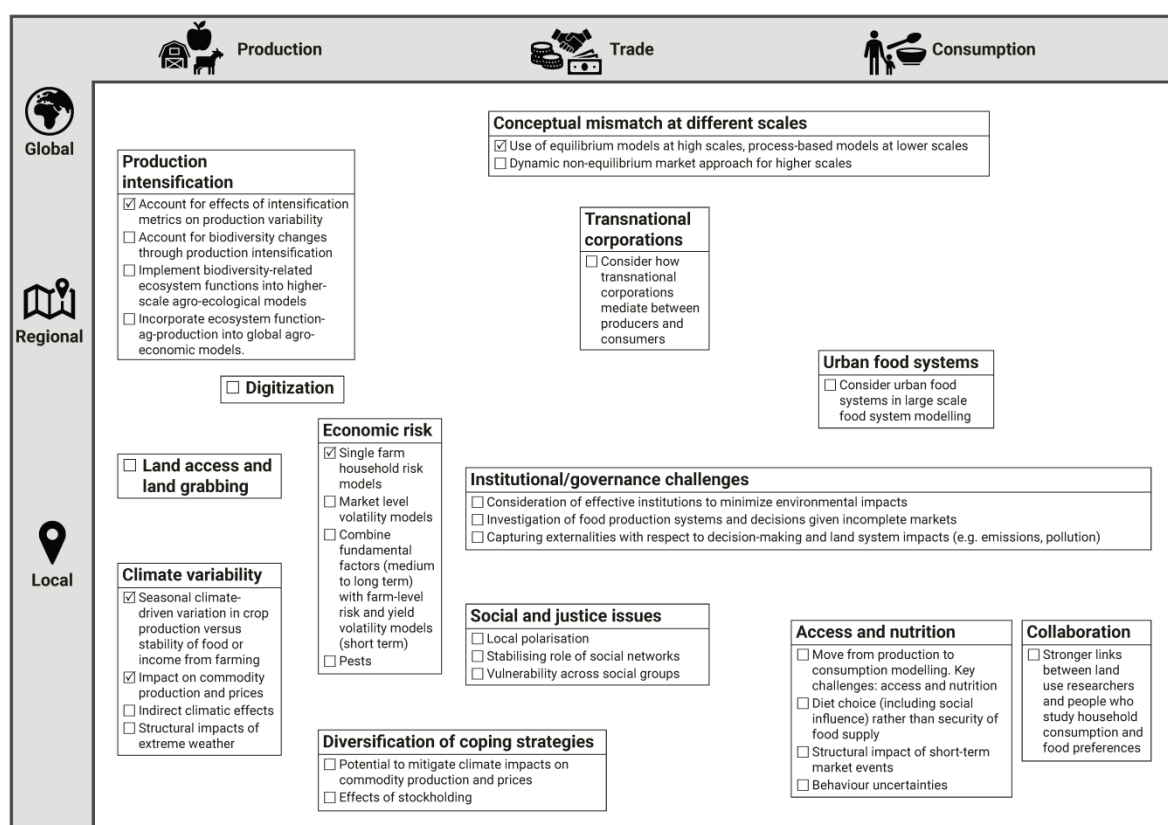 Production
Trade
Consumption
Global
Regional
Local
Conceptual mismatch at different scales
☑ Use of equilibrium models at high scales, process-based models at lower scales
☐ Dynamic non-equilibrium market approach for higher scales
Production
intensification
☑ Account for effects of intensification
metrics on production variability
☐ Account for biodiversity changes
through production intensification
☐ Implement biodiversity-related
ecosystem functions into higher-
scale agro-ecological models
☐ Incorporate ecosystem function-
ag-production into global agro-
economic models.
Transnational
corporations
☐ Consider how
transnational
corporations
mediate between
producers and
consumers
Urban food systems
☐ Consider urban food
systems in large scale
food system modelling
☐ Digitization
☐ Land access and
land grabbing
Economic risk
☑ Single farm
household risk
models
☐ Market level
volatility models
☐ Combine
fundamental
factors (medium
to long term)
with farm-level
risk and yield
volatility models
(short term)
☐ Pests
Institutional/governance challenges
☐ Consideration of effective institutions to minimize environmental impacts
☐ Investigation of food production systems and decisions given incomplete markets
☐ Capturing externalities with respect to decision-making and land system impacts (e.g. emissions, pollution)
Climate variability
☑ Seasonal climate-
driven variation in crop
production versus
stability of food or
income from farming
☑ Impact on commodity
production and prices
☐ Indirect climatic effects
☐ Structural impacts of
extreme weather
Social and justice issues
☐ Local polarisation
☐ Stabilising role of social networks
☐ Vulnerability across social groups
Diversification of coping strategies
☐ Potential to mitigate climate impacts on
commodity production and prices
☐ Effects of stockholding
Access and nutrition
☐ Move from production to
consumption modelling. Key
challenges: access and nutrition
☐ Diet choice (including social
influence) rather than security of
food supply
☐ Structural impact of short-term
market events
☐ Behaviour uncertainties
Collaboration
☐ Stronger links
between land
use researchers
and people who
study household
consumption and
food preferences